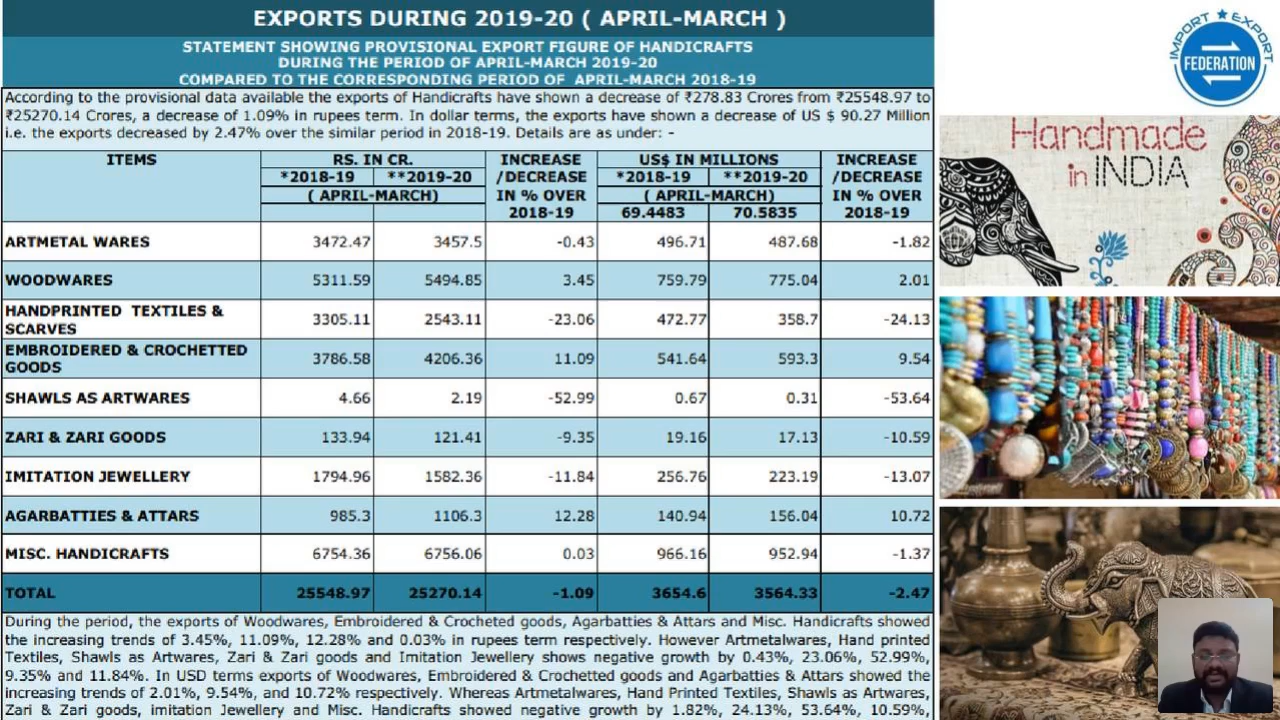 EXPORTS DURING 2019-20 ( APRIL-MARCH )
STATEMENT SHOWING PROVISIONAL EXPORT FIGURE OF HANDICRAFTS
DURING THE PERIOD OF APRIL-MARCH 2019-20
COMPARED TO THE CORRESPONDING PERIOD OF APRIL-MARCH 2018-19
According to the provisional data available the exports of Handicrafts have shown a decrease of ₹278.83 Crores from ₹25548.97 to
₹25270.14 Crores, a decrease of 1.09% in rupees term. In dollar terms, the exports have shown a decrease of US $ 90.27 Million
i.e. the exports decreased by 2.47% over the similar period in 2018-19. Details are as under: -
ITEMS RS. IN CR. INCREASE US$ IN MILLIONS INCREASE
*2018-19 **2019-20 /DECREASE *2018-19 **2019-20 /DECREASE
( APRIL-MARCH) IN % OVER ( APRIL-MARCH) IN % OVER
2018-19 69.4483 70.5835 2018-19
ARTMETAL WARES 3472.47 3457.5 -0.43 496.71 487.68 -1.82
WOODWARES 5311.59 5494.85 3.45 759.79 775.04 2.01
HANDPRINTED TEXTILES &
SCARVES 3305.11 2543.11 -23.06 472.77 358.7 -24.13
EMBROIDERED & CROCHETTED
GOODS 3786.58 4206.36 11.09 541.64 593.3 9.54
SHAWLS AS ARTWARES 4.66 2.19 -52.99 0.67 0.31 -53.64
ZARI & ZARI GOODS 133.94 121.41 -9.35 19.16 17.13 -10.59
IMITATION JEWELLERY 1794.96 1582.36 -11.84 256.76 223.19 -13.07
AGARBATTIES & ATTARS 985.3 1106.3 12.28 140.94 156.04 10.72
MISC. HANDICRAFTS 6754.36 6756.06 0.03 966.16 952.94 -1.37
TOTAL 25548.97 25270.14 -1.09 3654.6 3564.33 -2.47
During the period, the exports of Woodwares, Embroidered & Crocheted goods, Agarbatties & Attars and Misc. Handicrafts showed
the increasing trends of 3.45%, 11.09%, 12.28% and 0.03% in rupees term respectively. However Artmetalwares, Hand printed
Textiles, Shawls as Artwares, Zari & Zari goods and Imitation Jewellery shows negative growth by 0.43%, 23.06%, 52.99%,
9.35% and 11.84%. In USD terms exports of Woodwares, Embroidered & Crochetted goods and Agarbatties & Attars showed the
increasing trends of 2.01%, 9.54%, and 10.72% respectively. Whereas Artmetalwares, Hand Printed Textiles, Shawls as Artwares,
Zari & Zari goods, imitation Jewellery and Misc. Handicrafts showed negative growth by 1.82%, 24.13%, 53.64%, 10.59%,
IMPORT ★ EXPORT
FEDERATION
Handmade
in INDIA